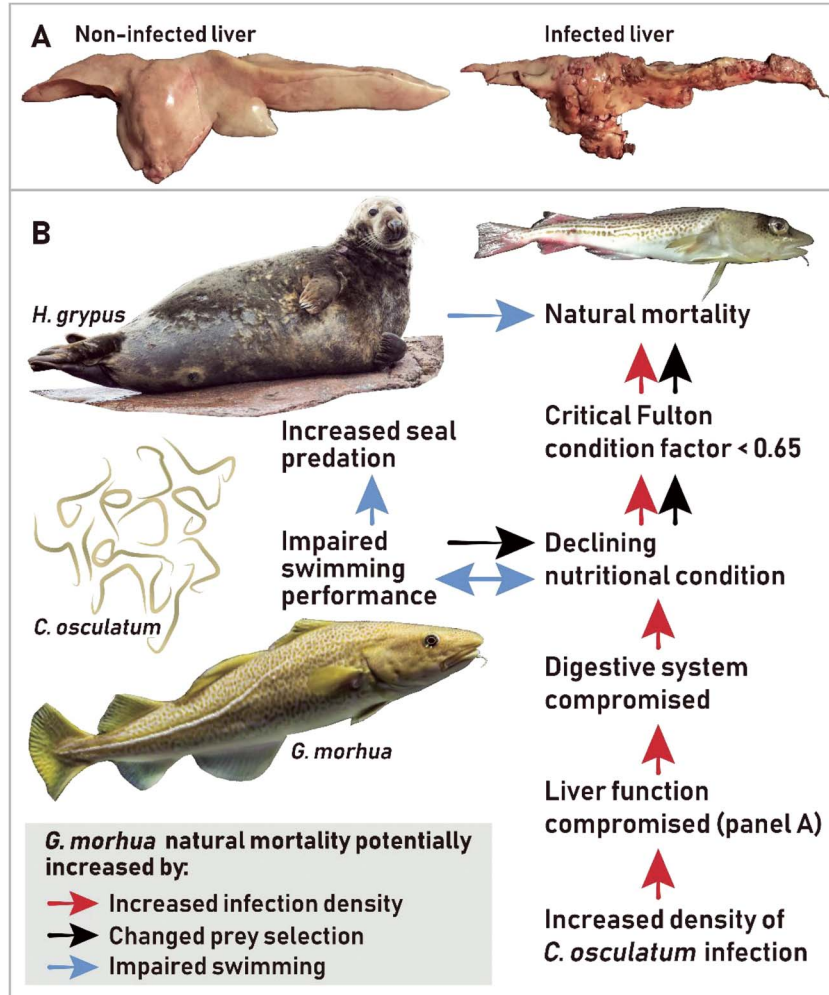 A
Non-infected liver
Infected liver
B
H. grypus
Natural mortality
Critical Fulton
condition factor < 0.65
Increased seal
predation
Impaired
swimming
performance
Declining
nutritional condition
C. osculatum
Digestive system
compromised
G. morhua
Liver function
compromised (panel A)
G. morhua natural mortality potentially
increased by:
Increased infection density
Changed prey selection
Impaired swimming
Increased density of
C. osculatum infection